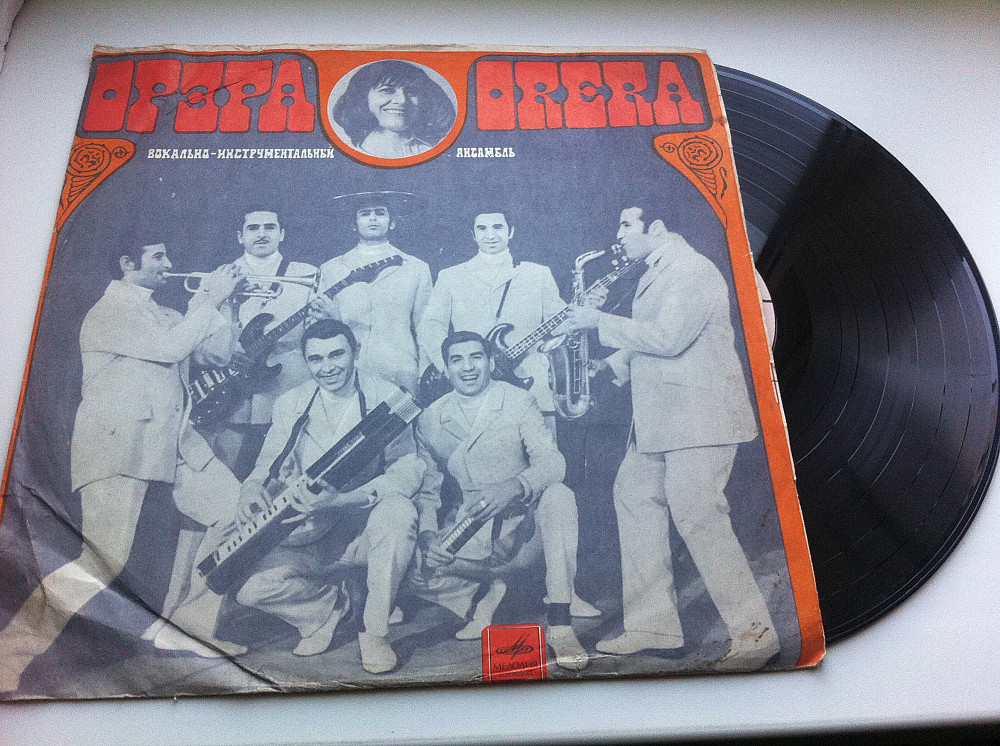 ОРЭРА ORERA
ВОКАЛЬНО-ИНСТРУМЕНТАЛЬНЫЙ АНСАМБЛЬ
МЕЛОДИЯ